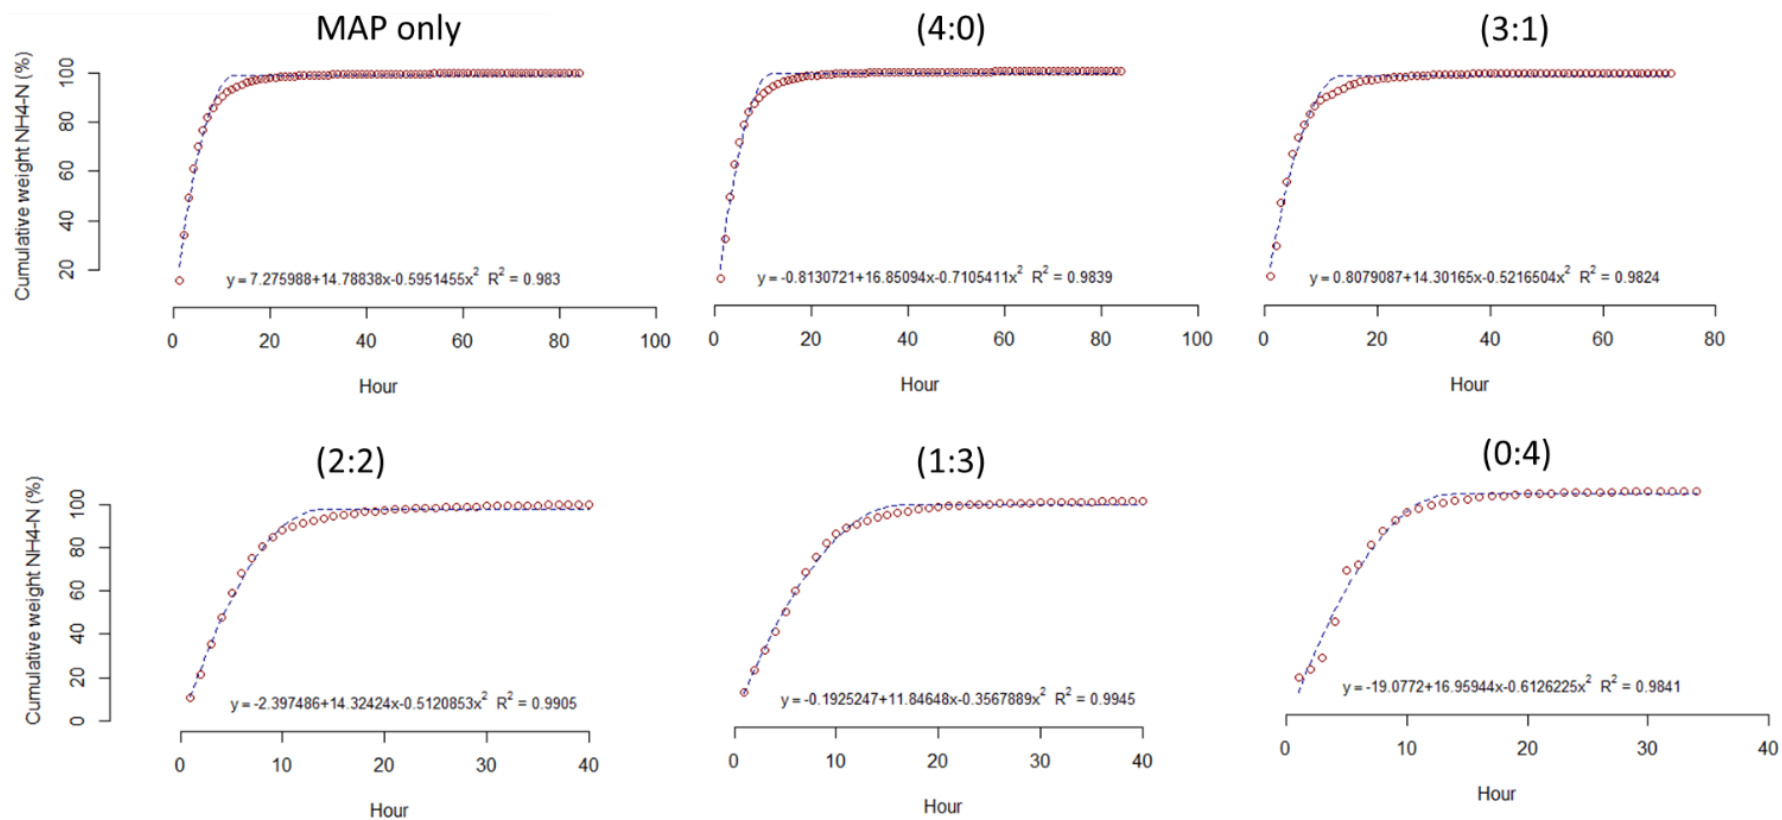 MAP only
(4:0)
(3:1)
Cumulative weight NH4-N (%)
100
80
60
40
20
y = 7.275988+14.78838x-0.5951455x² R² = 0.983
0 20 40 60 80 100
Hour
y = -0.8130721+16.85094x-0.7105411x² R² = 0.9839
0 20 40 60 80 100
Hour
y = 0.8079087+14.30165x-0.5216504x² R² = 0.9824
0 20 40 60 80
Hour
(2:2)
(1:3)
(0:4)
Cumulative weight NH4-N (%)
100
80
60
40
20
0
y = -2.397486+14.32424x-0.5120853x² R² = 0.9905
0 10 20 30 40
Hour
y = -0.1925247+11.84648x-0.3567889x² R² = 0.9945
0 10 20 30 40
Hour
y = -19.0772+16.95944x-0.6126225x² R² = 0.9841
0 10 20 30 40
Hour